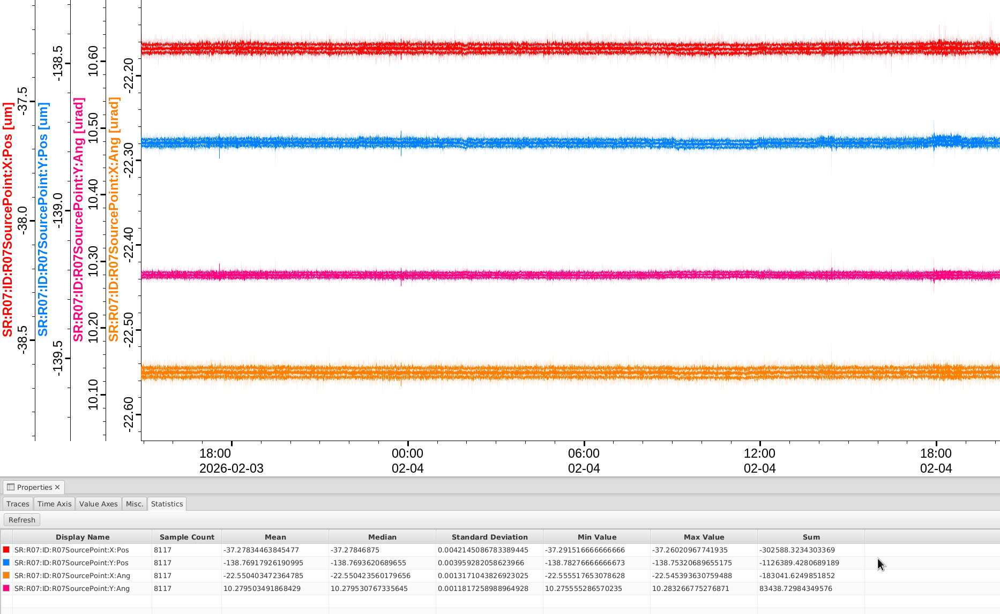 SR:R07:ID:R07SourcePoint:X:Pos [um]
-37.5
-38.0
-38.5
SR:R07:ID:R07SourcePoint:Y:Pos [um]
-138.5
-139.0
-139.5
SR:R07:ID:R07SourcePoint:Y:Ang [urad]
10.60
10.50
10.40
10.30
10.20
10.10
SR:R07:ID:R07SourcePoint:X:Ang [urad]
-22.20
-22.30
-22.40
-22.50
-22.60
18:00 00:00 06:00 12:00 18:00
2026-02-03 02-04 02-04 02-04 02-04
Properties
Traces Time Axis Value Axes Misc. Statistics
Refresh
Display Name Sample Count Mean Median Standard Deviation Min Value Max Value Sum
SR:R07:ID:R07SourcePoint:X:Pos 8117 -37.27834463845477 -37.27846875 0.0042145086783389445 -37.291516666666666 -37.26020967741935 -302588.3234303369
SR:R07:ID:R07SourcePoint:Y:Pos 8117 -138.76917926190995 -138.7693620689655 0.003959282058623966 -138.78276666666673 -138.75320689655175 -1126389.4280689189
SR:R07:ID:R07SourcePoint:X:Ang 8117 -22.550403472364785 -22.550423560179656 0.0013171043826923025 -22.555517653078628 -22.545393630759488 -183041.6249851852
SR:R07:ID:R07SourcePoint:Y:Ang 8117 10.279503491868429 10.279530767335645 0.0011817258988964928 10.275555286570235 10.283266775276871 83438.72984349576